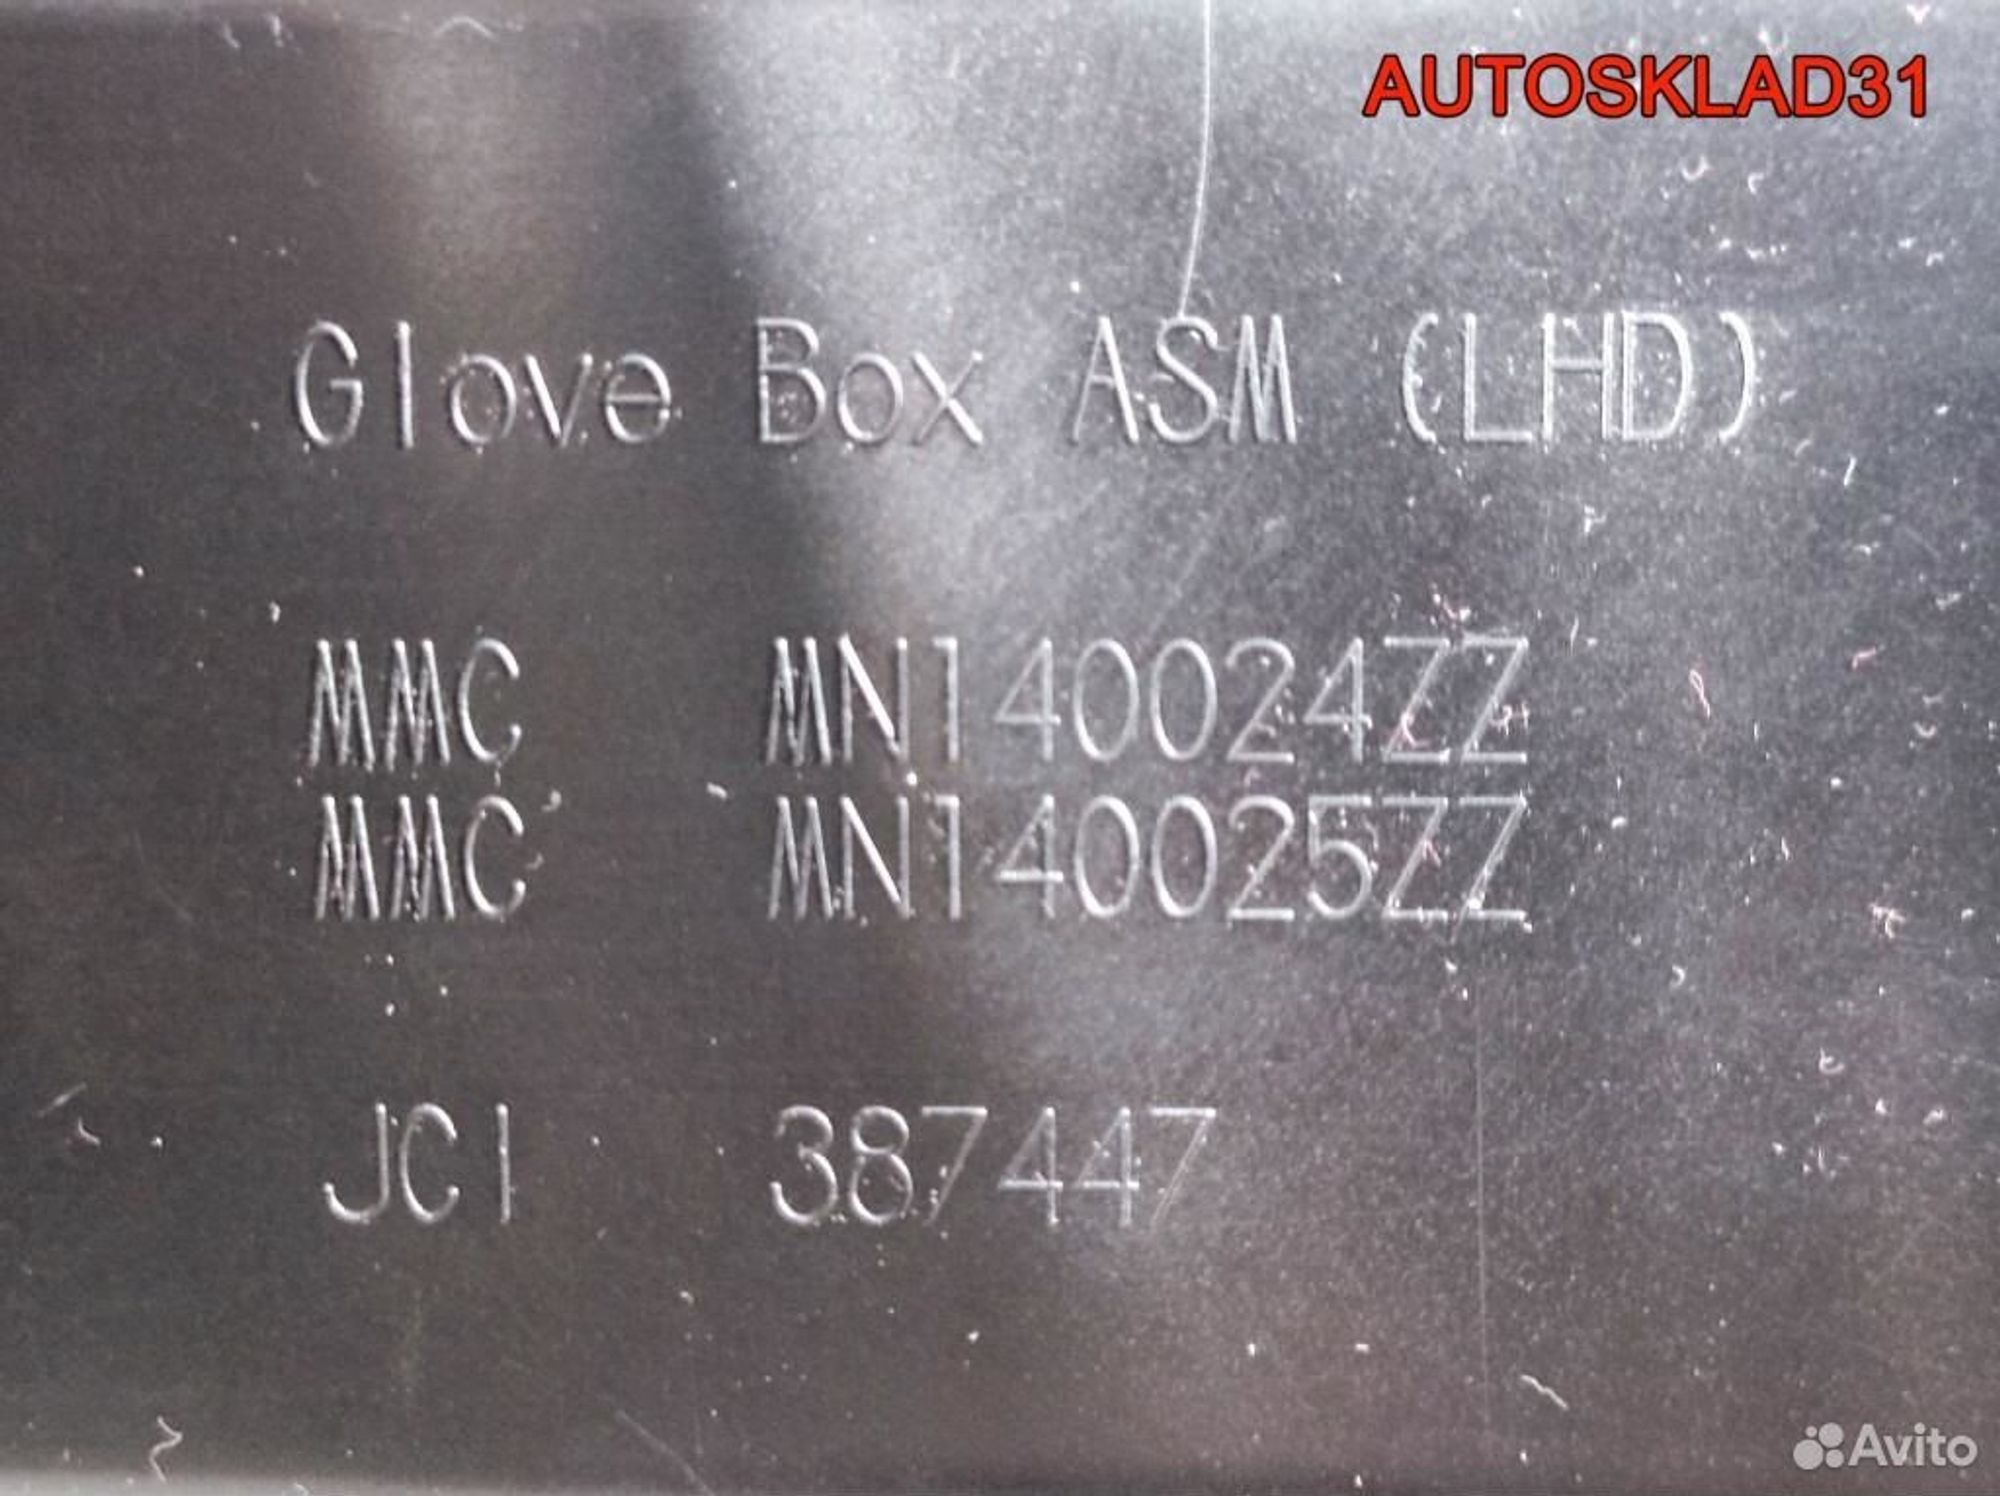 AUTOSKLAD31
Glove Box ASM (LHD)
MMC MN140024ZZ
MMC MN140025ZZ
JCI 387447
Avito